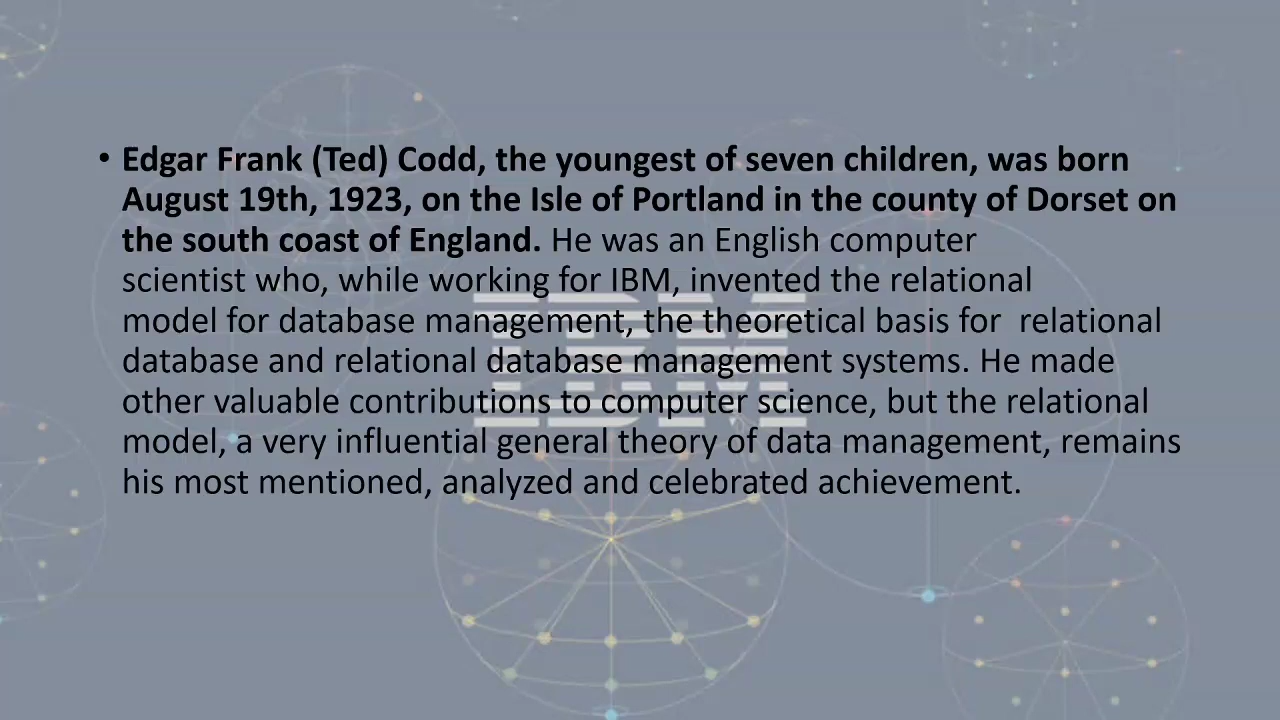 • Edgar Frank (Ted) Codd, the youngest of seven children, was born
August 19th, 1923, on the Isle of Portland in the county of Dorset on
the south coast of England. He was an English computer
scientist who, while working for IBM, invented the relational
model for database management, the theoretical basis for  relational
database and relational database management systems. He made
other valuable contributions to computer science, but the relational
model, a very influential general theory of data management, remains
his most mentioned, analyzed and celebrated achievement.
IBM